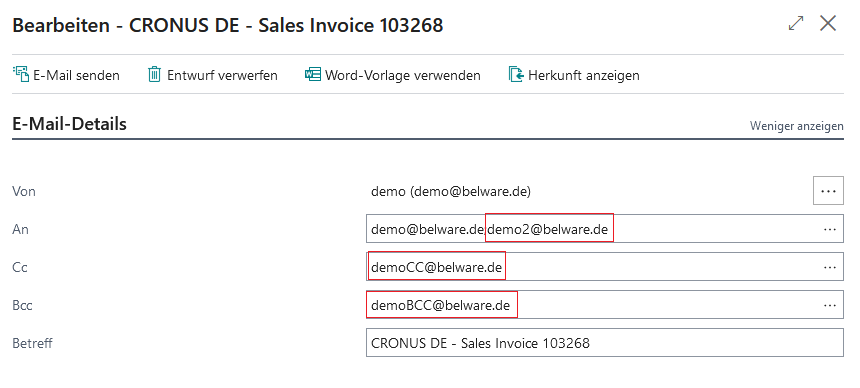 Bearbeiten - CRONUS DE - Sales Invoice 103268
E-Mail senden Entwurf verwerfen Word-Vorlage verwenden Herkunft anzeigen
E-Mail-Details Weniger anzeigen
Von demo (demo@belware.de) ...
An demo@belware.de demo2@belware.de ...
Cc demoCC@belware.de ...
Bcc demoBCC@belware.de ...
Betreff CRONUS DE - Sales Invoice 103268